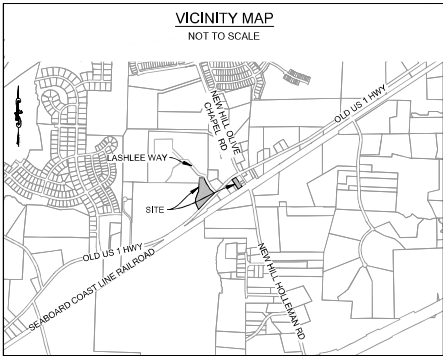 VICINITY MAP
NOT TO SCALE
NEW HILL OLIVE
CHAPEL RD
OLD US 1 HWY
LASHLEE WAY
SITE
OLD US 1 HWY
SEABOARD COAST LINE RAILROAD
NEW HILL HOLLEMAN RD